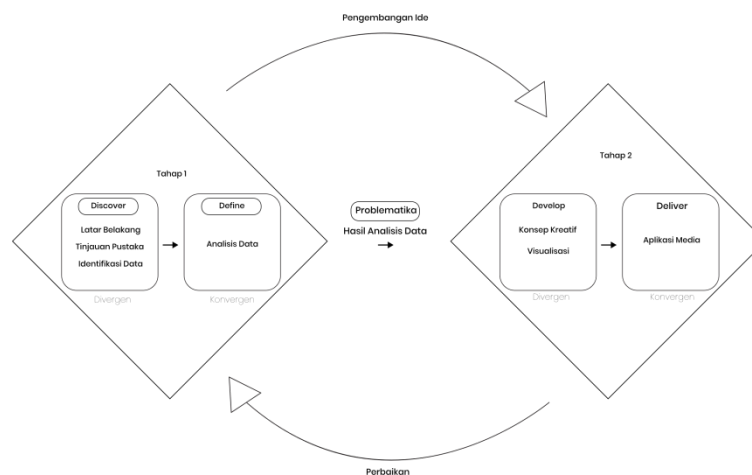 Pengembangan Ide
Tahap 1
Discover
Latar Belakang
Tinjauan Pustaka
Identifikasi Data
Divergen
Define
Analisis Data
Konvergen
Problematika
Hasil Analisis Data
Tahap 2
Develop
Konsep Kreatif
Visualisasi
Divergen
Deliver
Aplikasi Media
Konvergen
Perbaikan